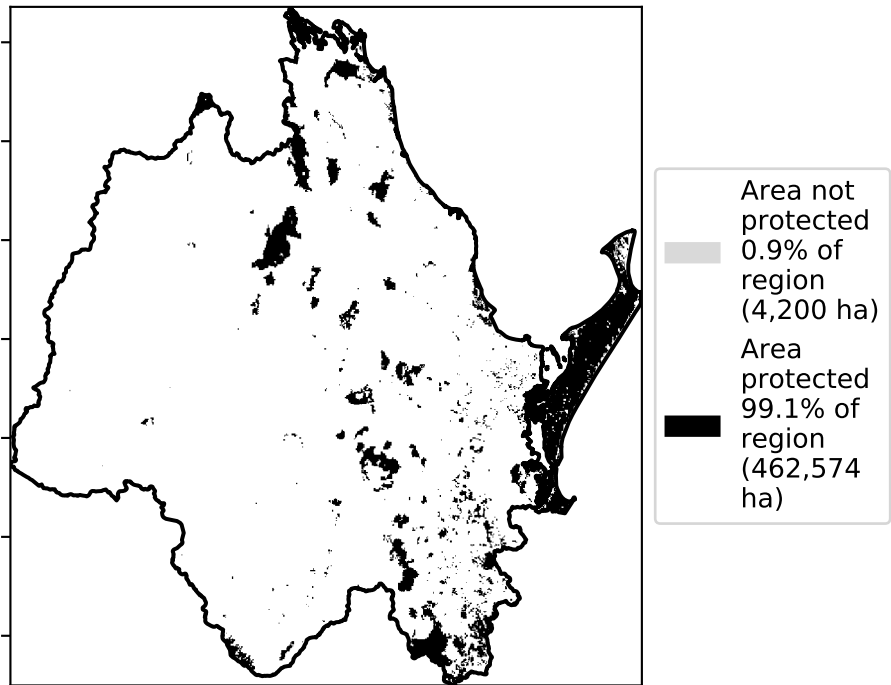 Area not
protected
0.9% of
region
(4,200 ha)
Area
protected
99.1% of
region
(462,574
ha)